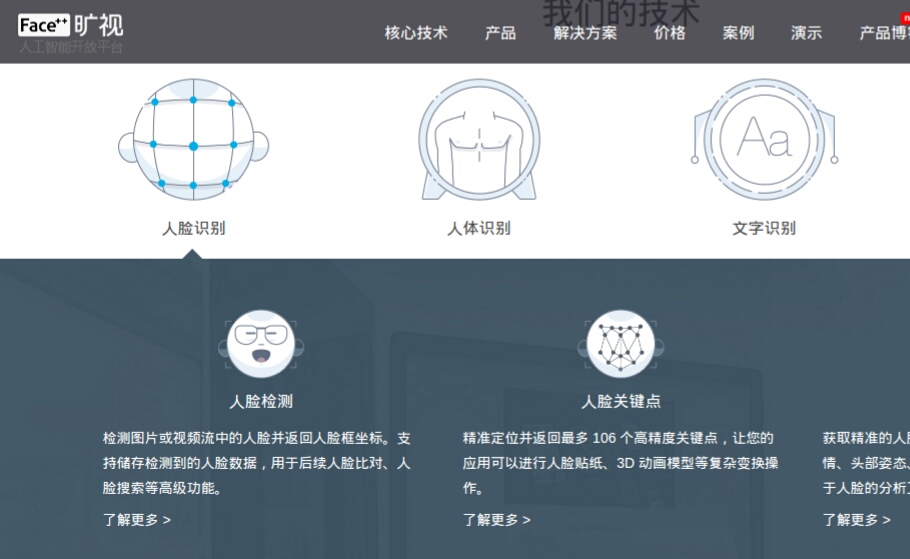 我们的技术
Face++ 旷视
人工智能开放平台
核心技术 产品 解决方案 价格 案例 演示 产品博
人脸识别 人体识别 文字识别
Aa
人脸检测
检测图片或视频流中的人脸并返回人脸框坐标。支
持储存检测到的人脸数据,用于后续人脸比对、人
脸搜索等高级功能。
了解更多 >
人脸关键点
精准定位并返回最多 106 个高精度关键点,让您的
应用可以进行人脸贴纸、3D 动画模型等复杂变换操
作。
了解更多 >
获取精准的人
情、头部姿态、
于人脸的分析
了解更多 >